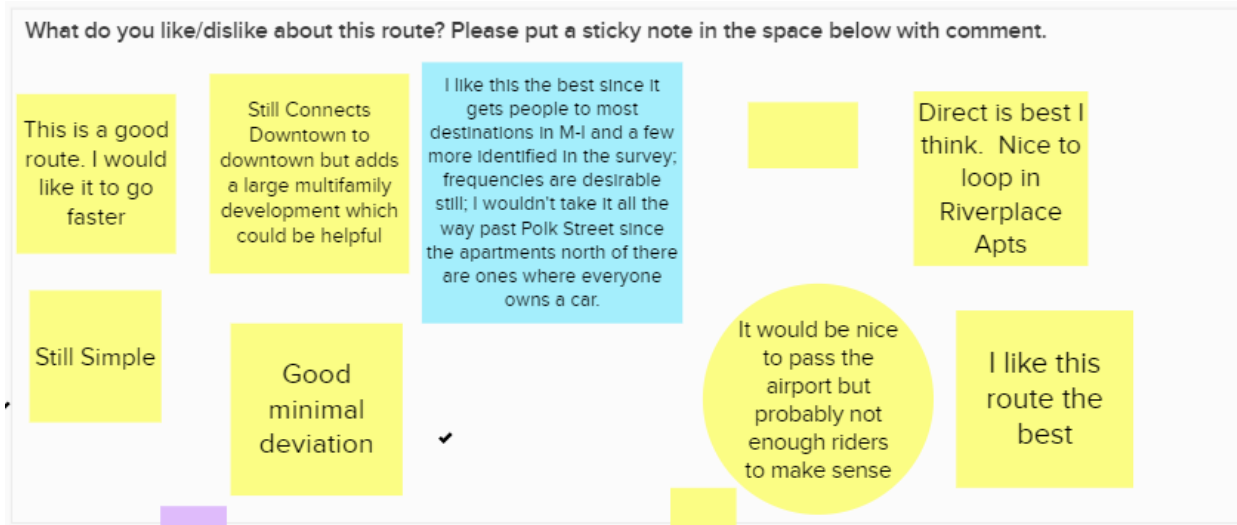 What do you like/dislike about this route? Please put a sticky note in the space below with comment.
This is a good
route. I would
like it to go
faster
Still Connects
Downtown to
downtown but adds
a large multifamily
development which
could be helpful
I like this the best since it
gets people to most
destinations in M-I and a few
more identified in the survey;
frequencies are desirable
still; I wouldn't take it all the
way past Polk Street since
the apartments north of there
are ones where everyone
owns a car.
Direct is best I
think. Nice to
loop in
Riverplace
Apts
Still Simple
Good
minimal
deviation
It would be nice
to pass the
airport but
probably not
enough riders
to make sense
I like this
route the
best